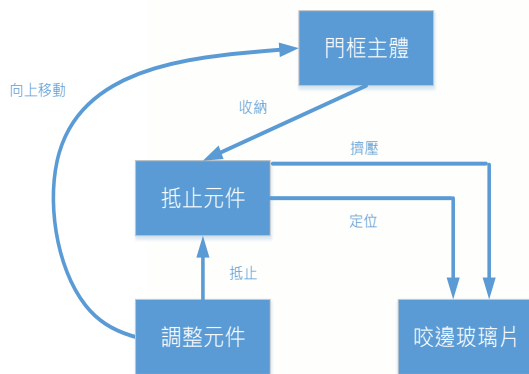 門框主體
向上移動
收納
擠壓
抵止元件
定位
抵止
調整元件
咬邊玻璃片